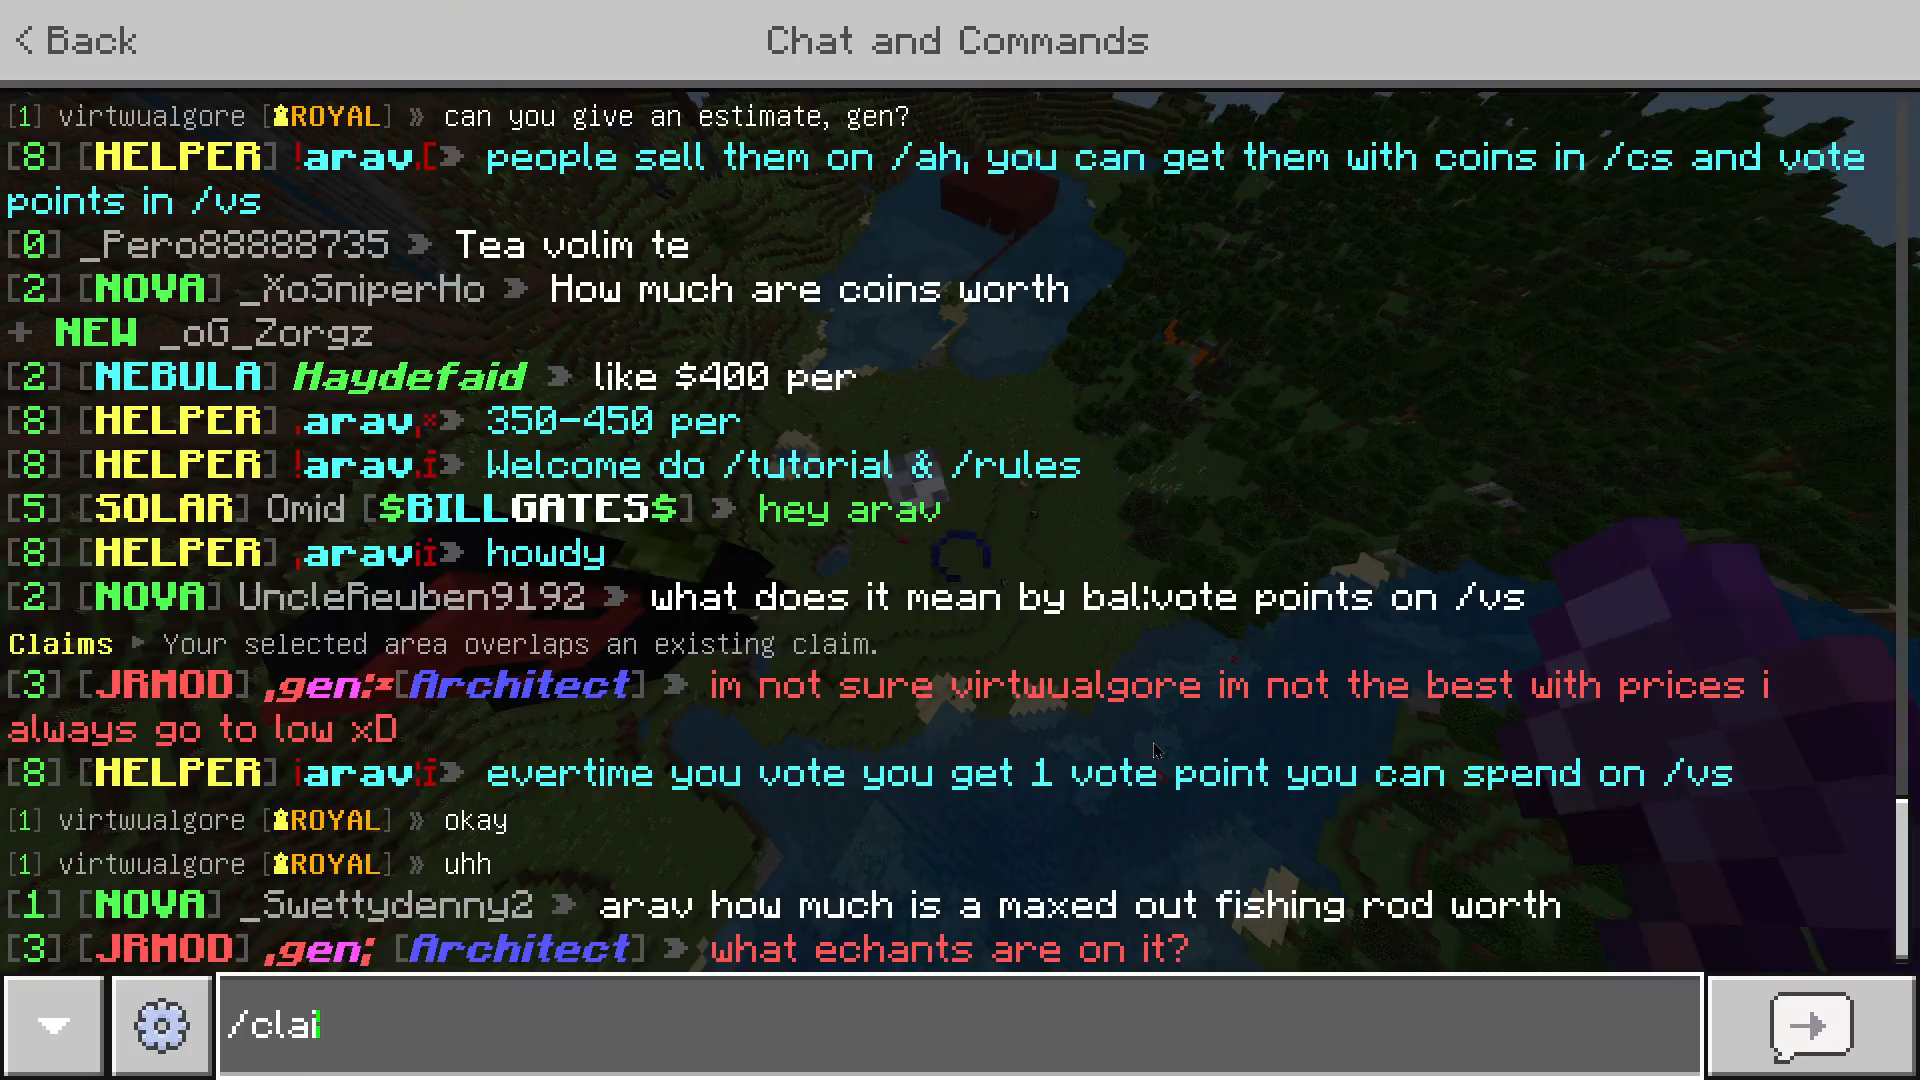 < Back
Chat and Commands
[1] virtwualgore [ROYAL] » can you give an estimate, gen?
[8] [HELPER] !arav.[» people sell them on /ah, you can get them with coins in /cs and vote
points in /vs
[0] _Pero88888735 » Tea volim te
[2] [NOVA] _XoSniperHo » How much are coins worth
+ NEW _oG_Zorgz
[2] [NEBULA] Haydefaid » like $400 per
[8] [HELPER] arav » 350-450 per
[8] [HELPER] !arav » Welcome do /tutorial & /rules
[5] [SOLAR] Omid [$BILLGATES$] » hey arav
[8] [HELPER] arav » howdy
[2] [NOVA] UncleReuben9192 » what does it mean by bal:vote points on /vs
Claims ▸ Your selected area overlaps an existing claim.
[3] [JRMOD] gen [Architect] » im not sure virtwualgore im not the best with prices i
always go to low xD
[8] [HELPER] arav » evertime you vote you get 1 vote point you can spend on /vs
[1] virtwualgore [ROYAL] » okay
[1] virtwualgore [ROYAL] » uhh
[1] [NOVA] _Swettydenny2 » arav how much is a maxed out fishing rod worth
[3] [JRMOD] gen [Architect] » what echants are on it?
/clai